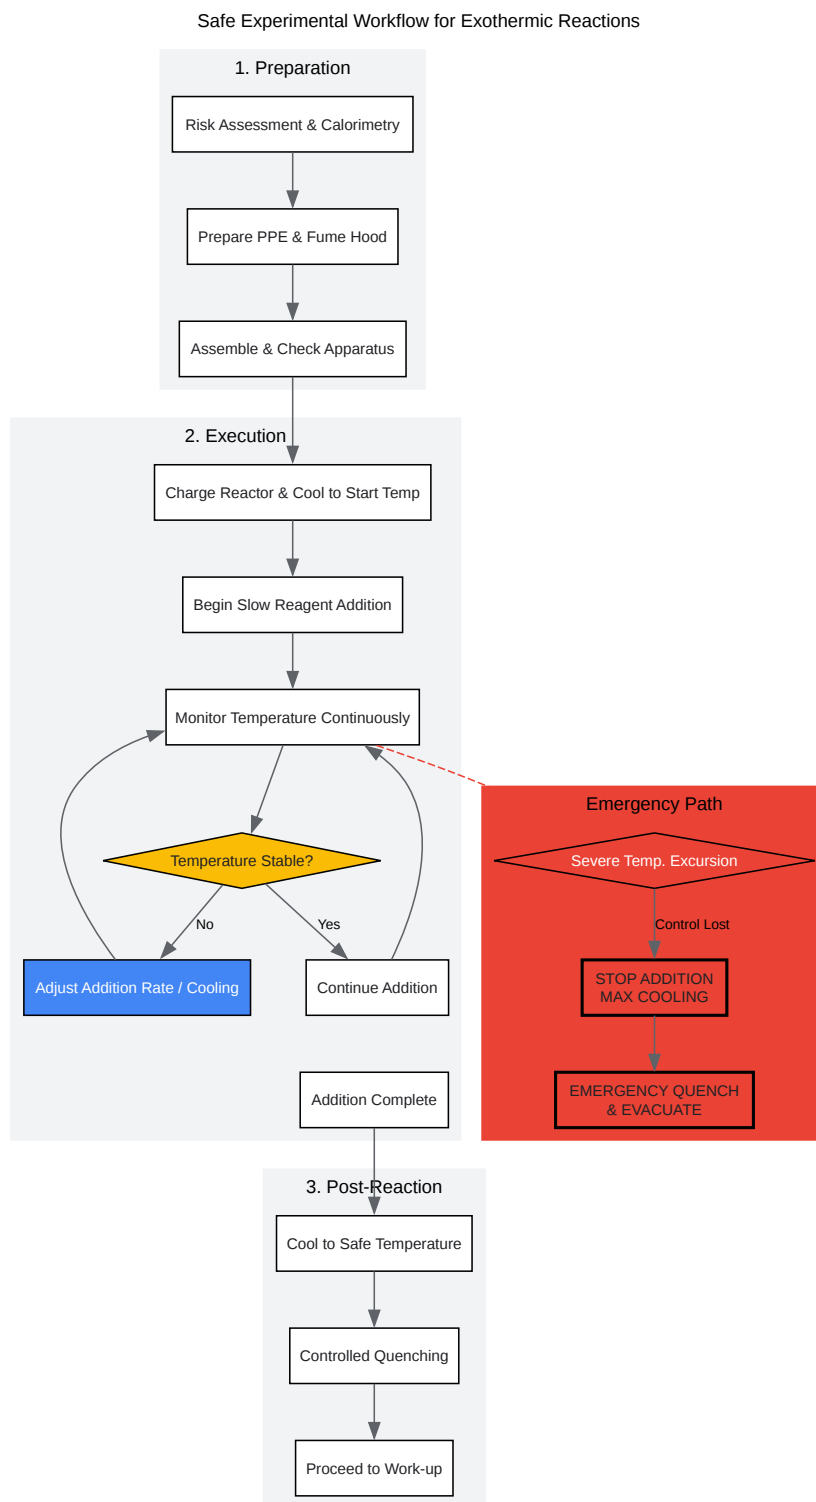 Safe Experimental Workflow for Exothermic Reactions
1. Preparation
Risk Assessment & Calorimetry
Prepare PPE & Fume Hood
Assemble & Check Apparatus
2. Execution
Charge Reactor & Cool to Start Temp
Begin Slow Reagent Addition
Monitor Temperature Continuously
Temperature Stable?
No
Yes
Adjust Addition Rate / Cooling
Continue Addition
Addition Complete
Emergency Path
Severe Temp. Excursion
Control Lost
STOP ADDITION
MAX COOLING
EMERGENCY QUENCH
& EVACUATE
3. Post-Reaction
Cool to Safe Temperature
Controlled Quenching
Proceed to Work-up